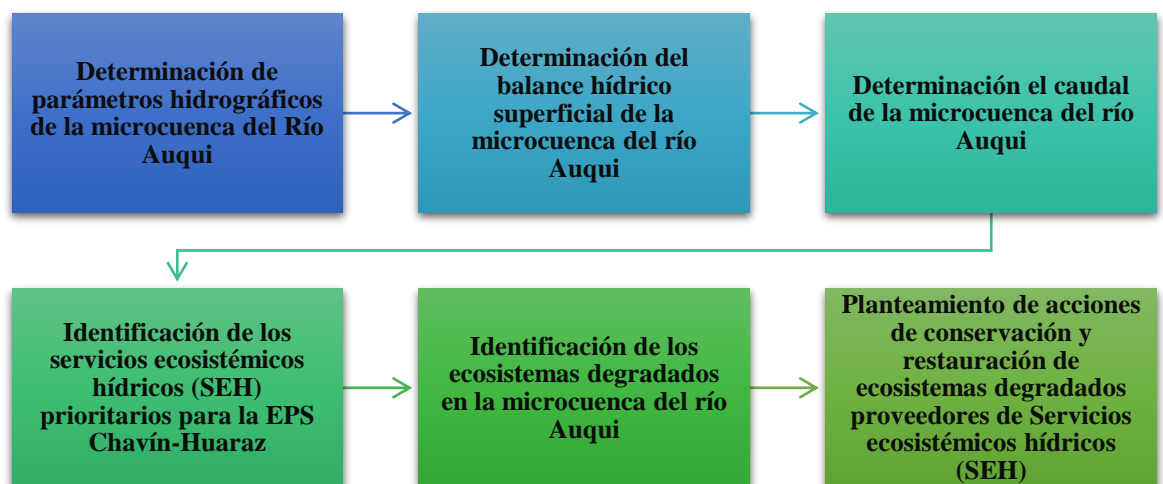 Determinación de
parámetros hidrográficos
de la microcuenca del Río
Auqui
Determinación del
balance hídrico
superficial de la
microcuenca del río
Auqui
Determinación el caudal
de la microcuenca del río
Auqui
Identificación de los
servicios ecosistémicos
hídricos (SEH)
prioritarios para la EPS
Chavín-Huaraz
Identificación de los
ecosistemas degradados
en la microcuenca del río
Auqui
Planteamiento de acciones
de conservación y
restauración de
ecosistemas degradados
proveedores de Servicios
ecosistémicos hídricos
(SEH)